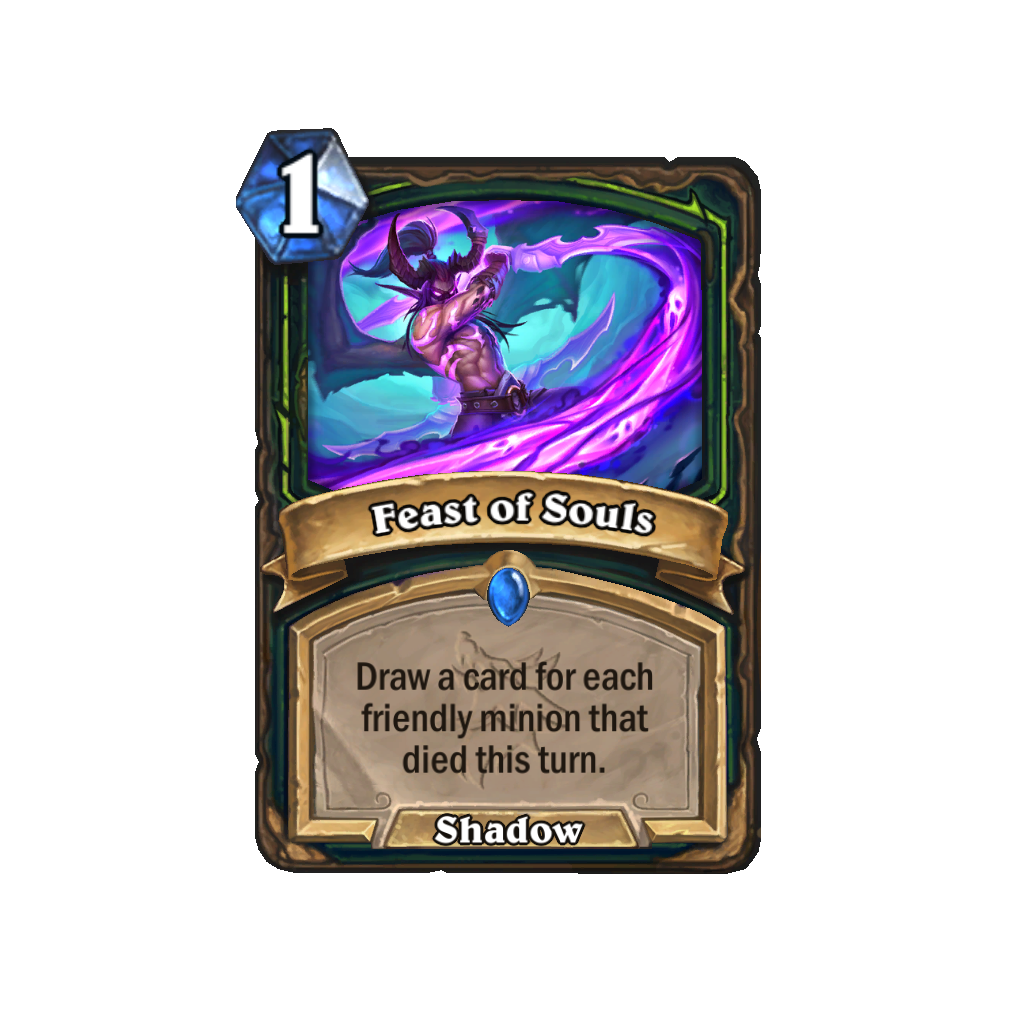 1
Feast of Souls
Draw a card for each
friendly minion that
died this turn.
Shadow